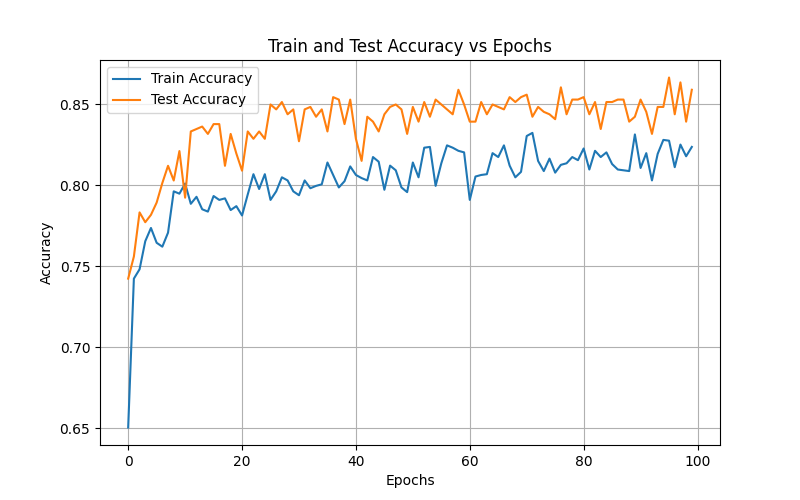 Train and Test Accuracy vs Epochs
Train Accuracy
Test Accuracy
0.85
0.80
0.75
0.70
0.65
Accuracy
0 20 40 60 80 100
Epochs